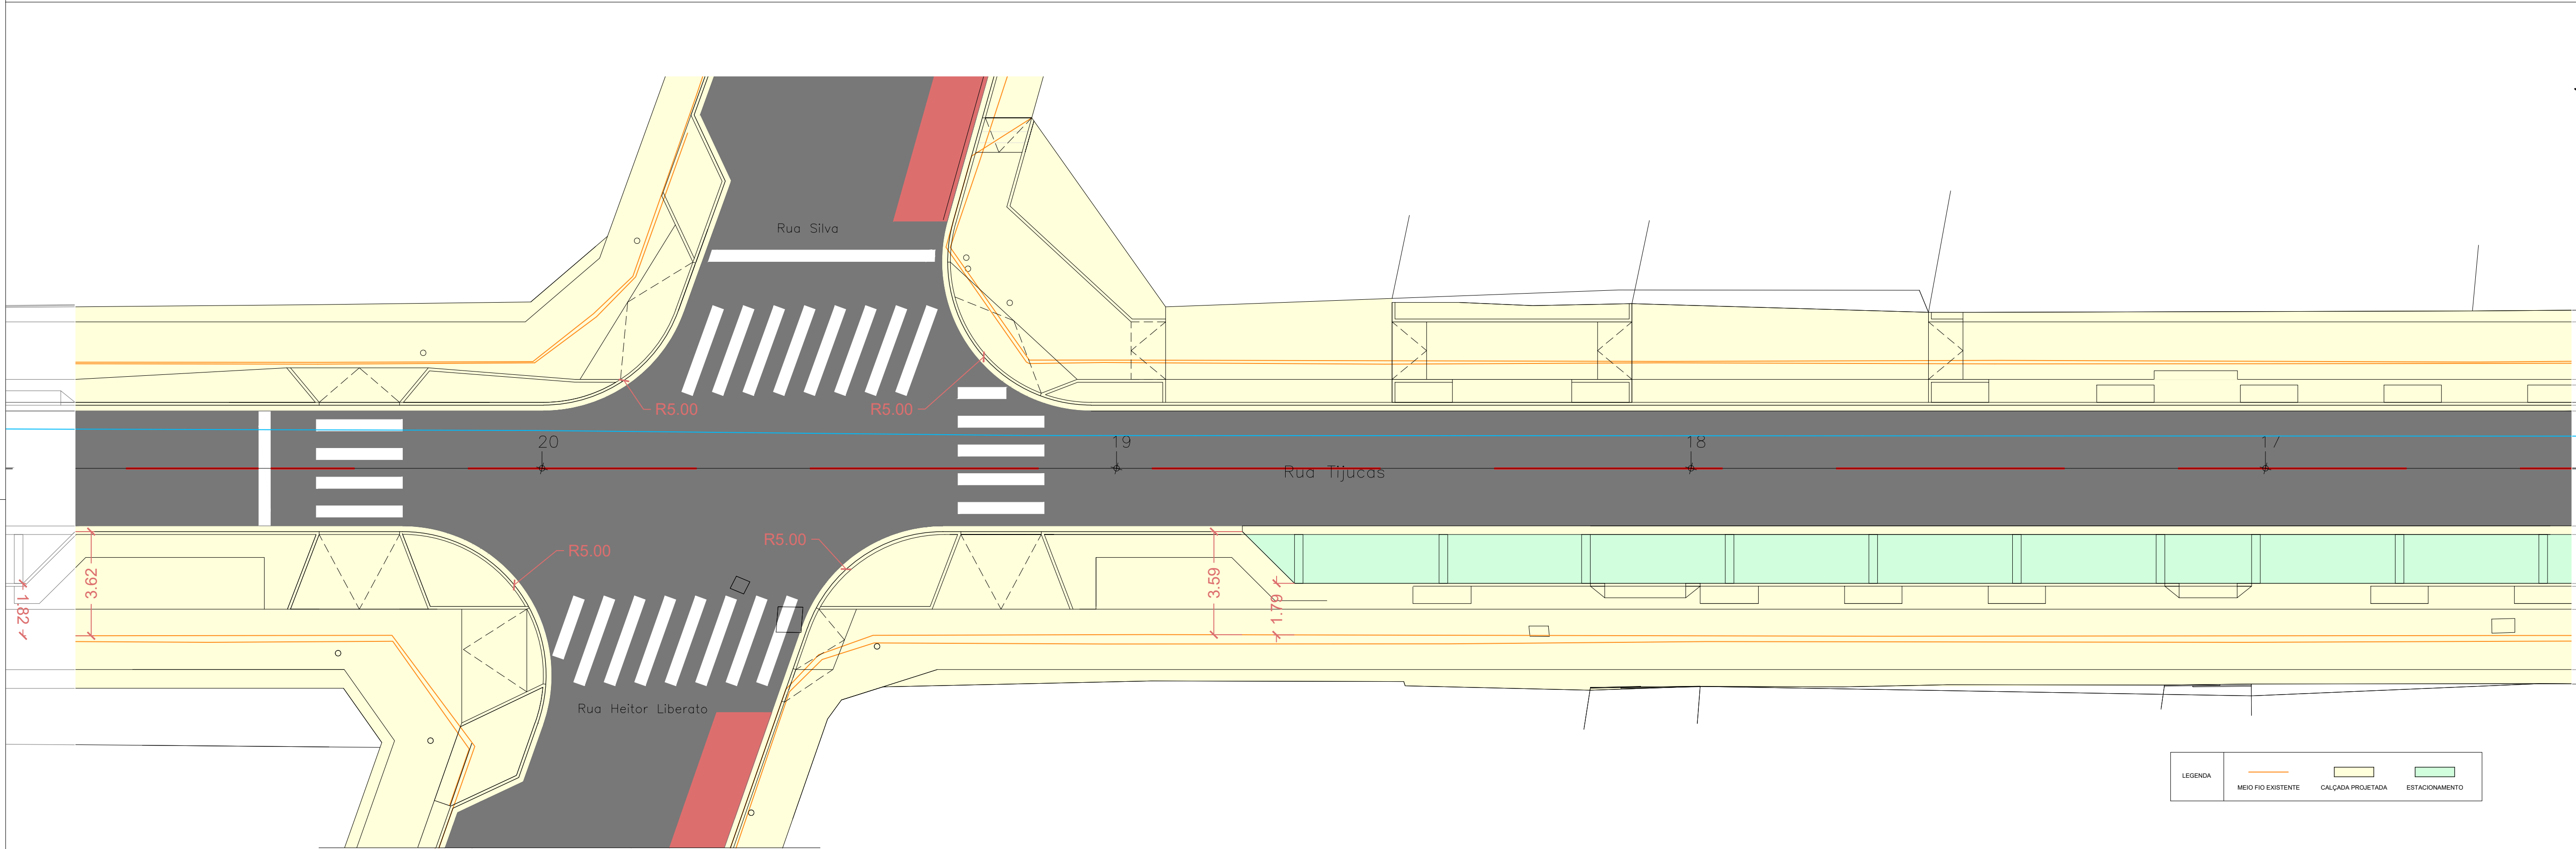 Rua Silva
R5.00
R5.00
20
19
18
17
Rua Tijucas
R5.00
R5.00
1.82
3.62
3.59
1.79
Rua Heitor Liberato
LEGENDA
MEIO FIO EXISTENTE
CALÇADA PROJETADA
ESTACIONAMENTO